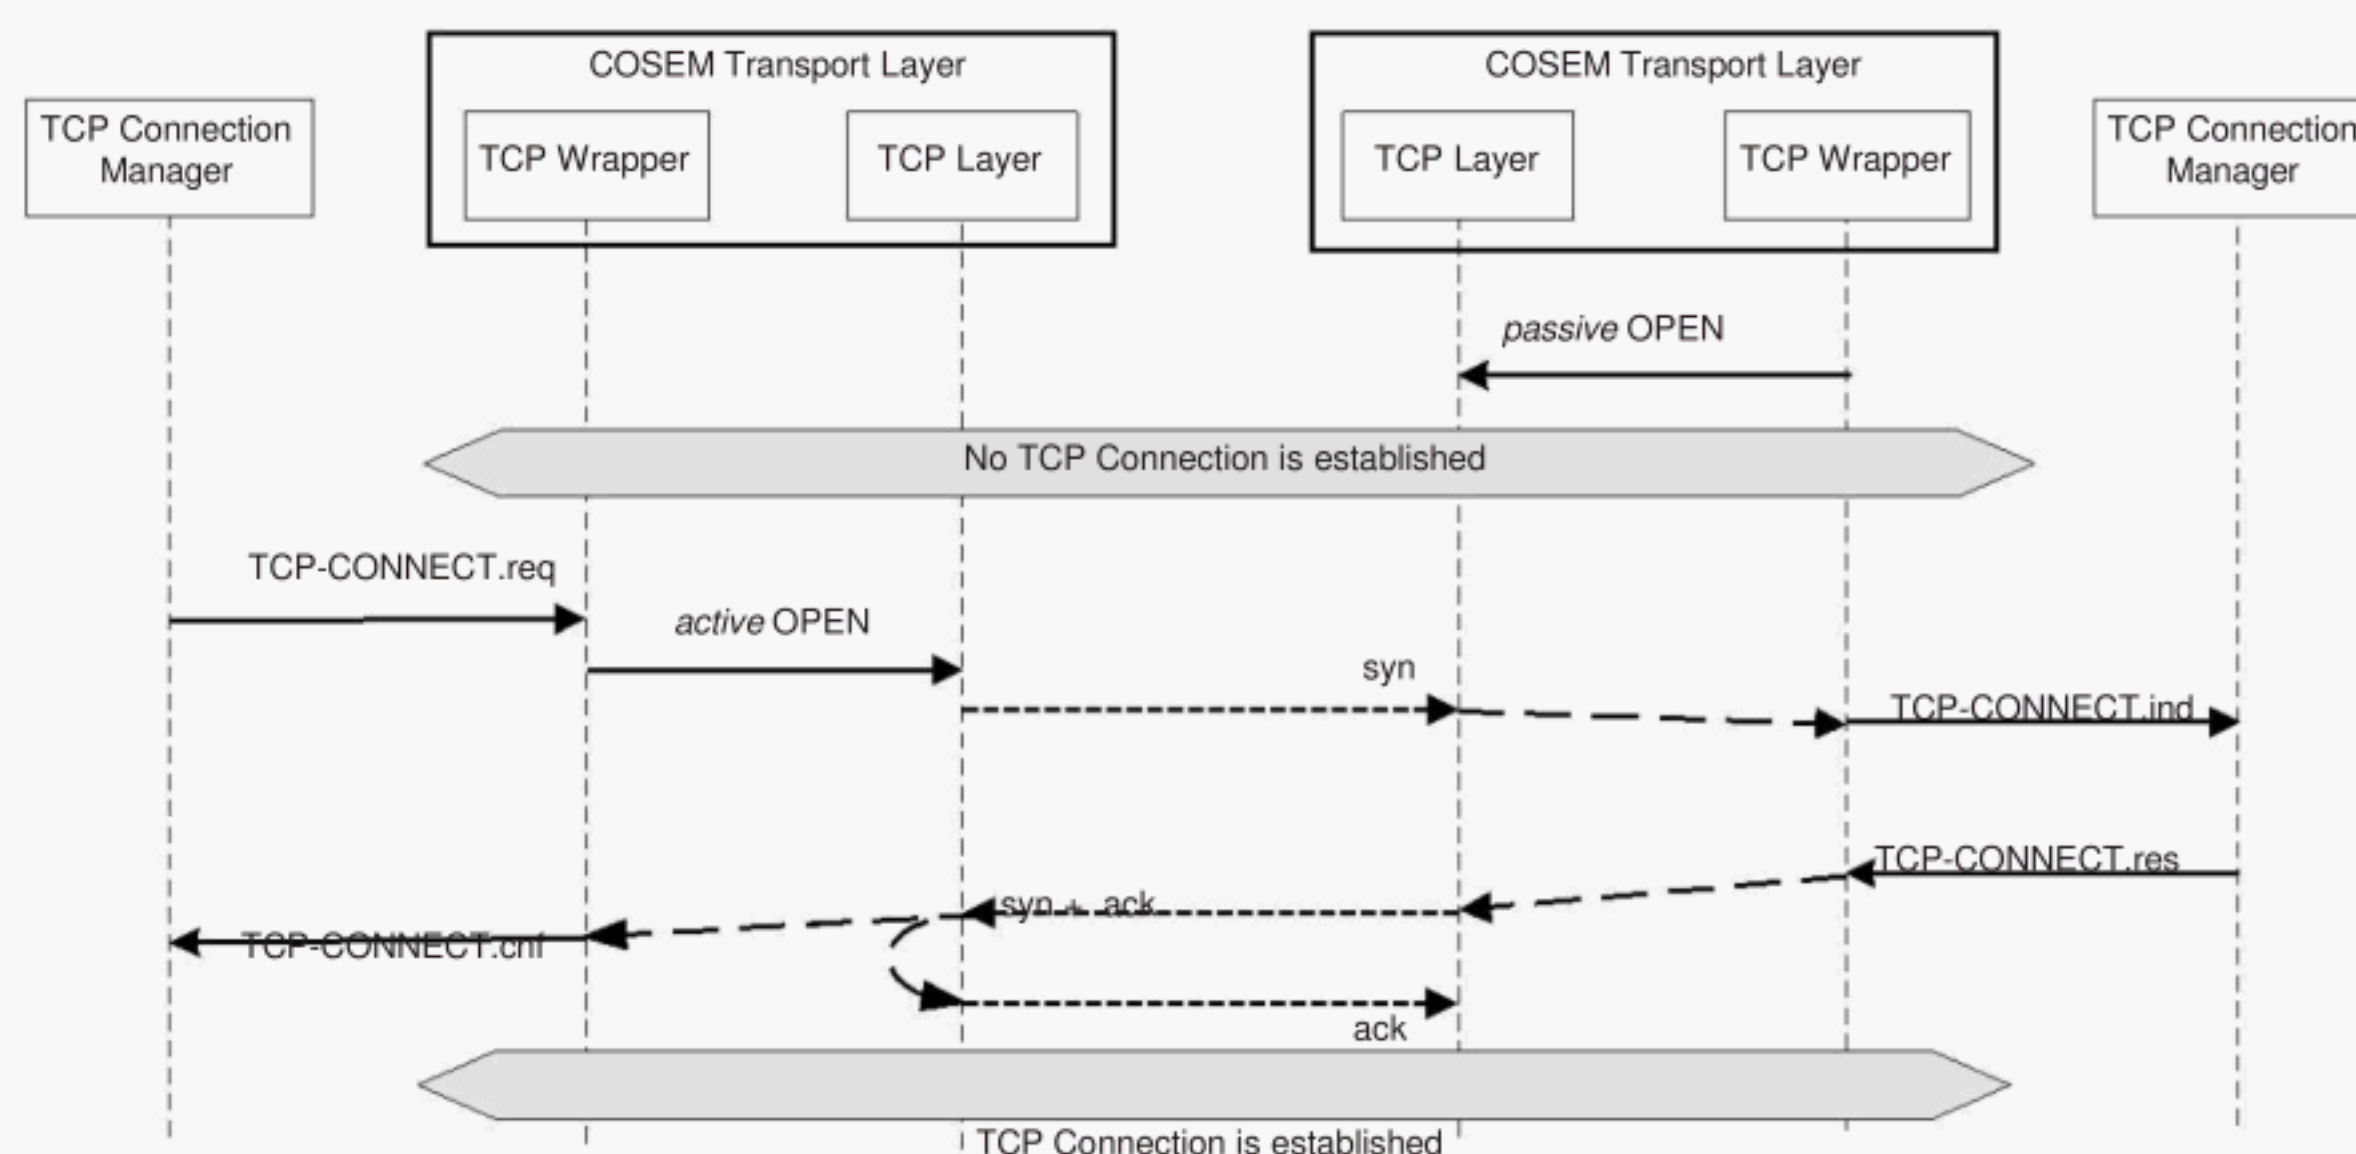 COSEM Transport Layer
COSEM Transport Layer
TCP Connection
Manager
TCP Wrapper
TCP Layer
TCP Layer
TCP Wrapper
TCP Connection
Manager
passive OPEN
No TCP Connection is established
TCP-CONNECT.req
active OPEN
syn
TCP-CONNECT.ind
TCP-CONNECT.res
syn + ack
TCP-CONNECT.cnf
ack
TCP Connection is established